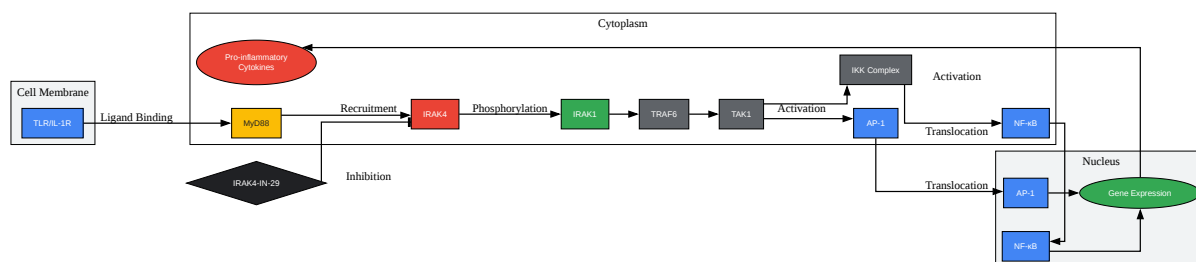 Cytoplasm
Pro-inflammatory
Cytokines
IKK Complex
Activation
Cell Membrane
TLR/IL-1R
Ligand Binding
MyD88
Recruitment
IRAK4
Phosphorylation
IRAK1
TRAF6
TAK1
Activation
AP-1
Translocation
NF-κB
IRAK4-IN-29
Inhibition
Nucleus
Translocation
AP-1
Gene Expression
NF-κB